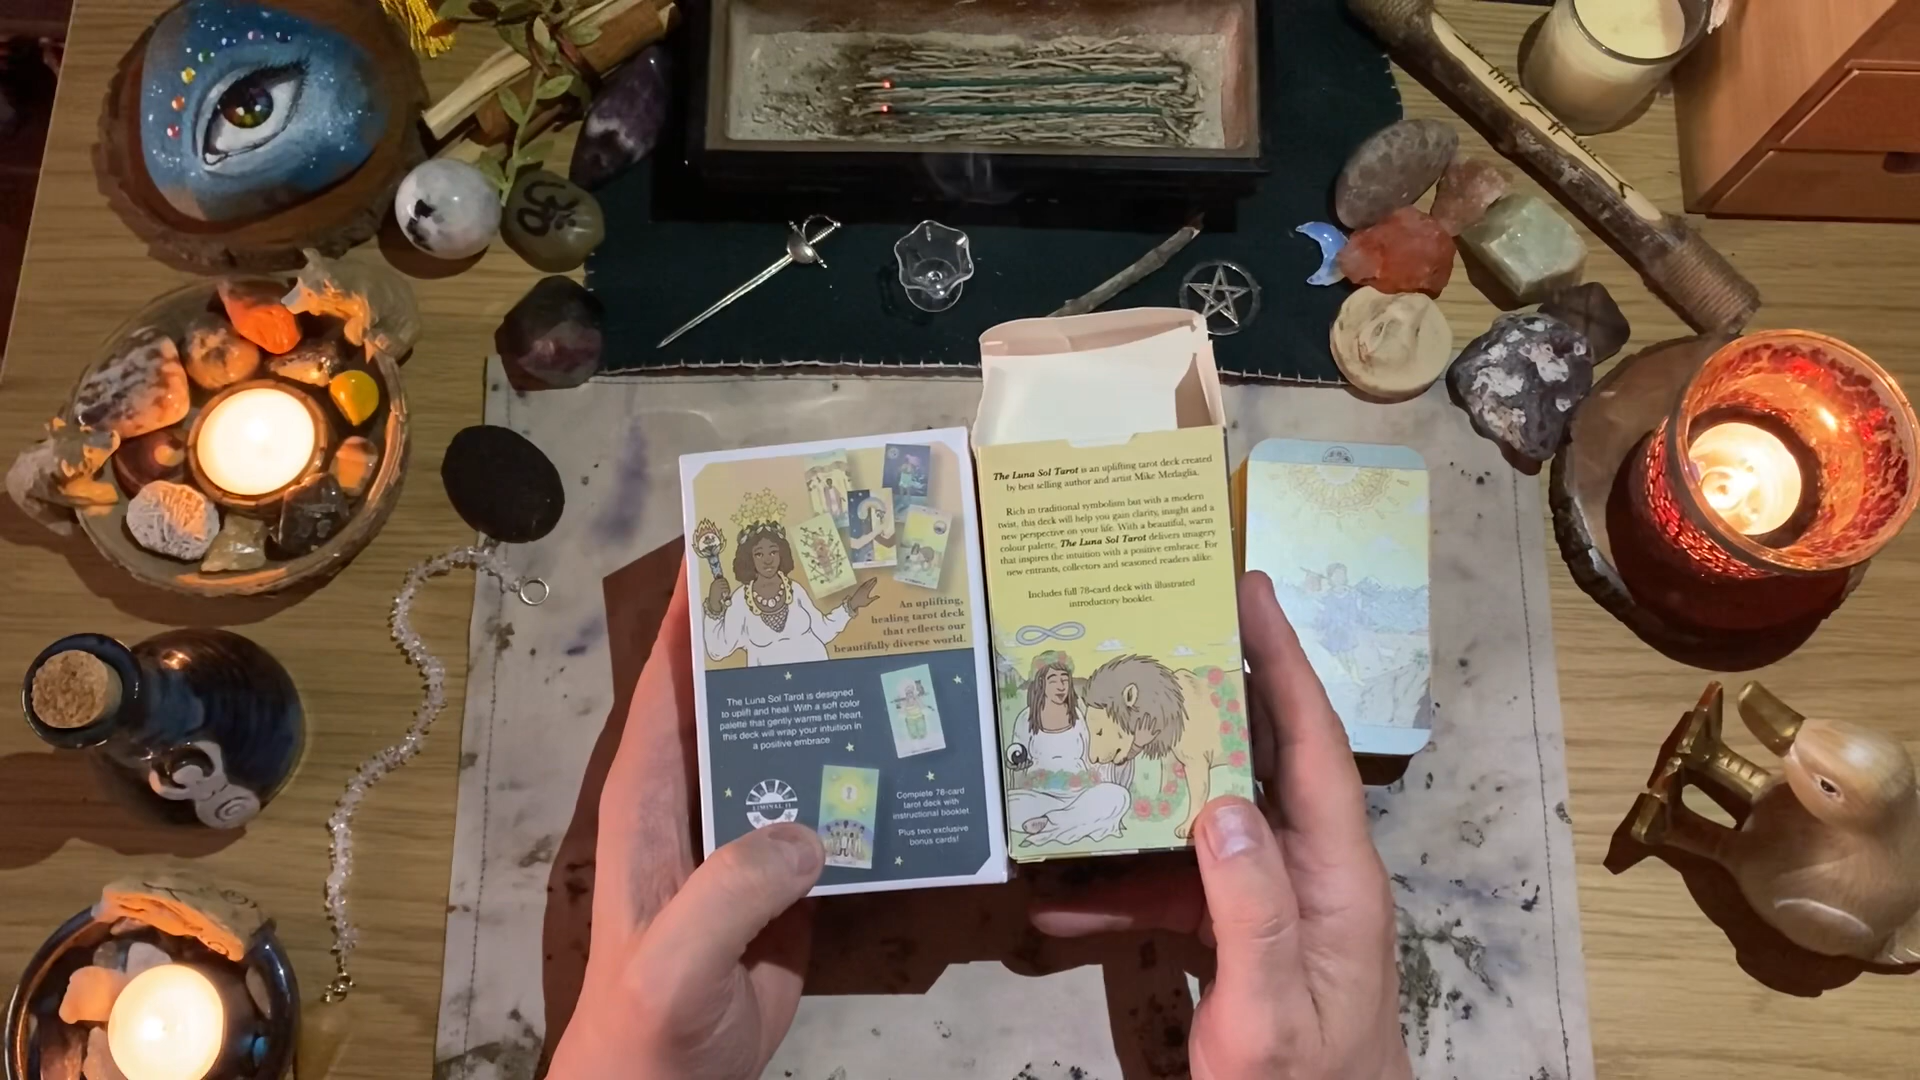 An uplifting,
healing tarot deck
that reflects our
beautifully diverse world.
The Luna Sol Tarot is designed
to uplift and heal. With a soft color
palette that gently warms the heart,
this deck will wrap your intuition in
a positive embrace
LIMINAL 11
Complete 78-card
tarot deck with
instructional booklet.
Plus two exclusive
bonus cards!
The Luna Sol Tarot is an uplifting tarot deck created
by best selling author and artist Mike Medaglia.
Rich in traditional symbolism but with a modern
twist, this deck will help you gain clarity, insight and a
new perspective on your life. With a beautiful, warm
colour palette, The Luna Sol Tarot delivers imagery
that inspires the intuition with a positive embrace. For
new entrants, collectors and seasoned readers alike.
Includes full 78-card deck with illustrated
introductory booklet.